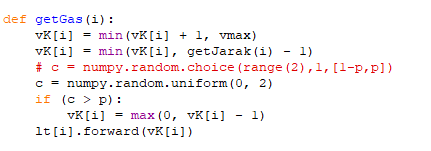 def getGas(i):
    vK[i] = min(vK[i] + 1, vmax)
    vK[i] = min(vK[i], getJarak(i) - 1)
    # c = numpy.random.choice(range(2),1,[1-p,p])
    c = numpy.random.uniform(0, 2)
    if (c > p):
        vK[i] = max(0, vK[i] - 1)
    lt[i].forward(vK[i])